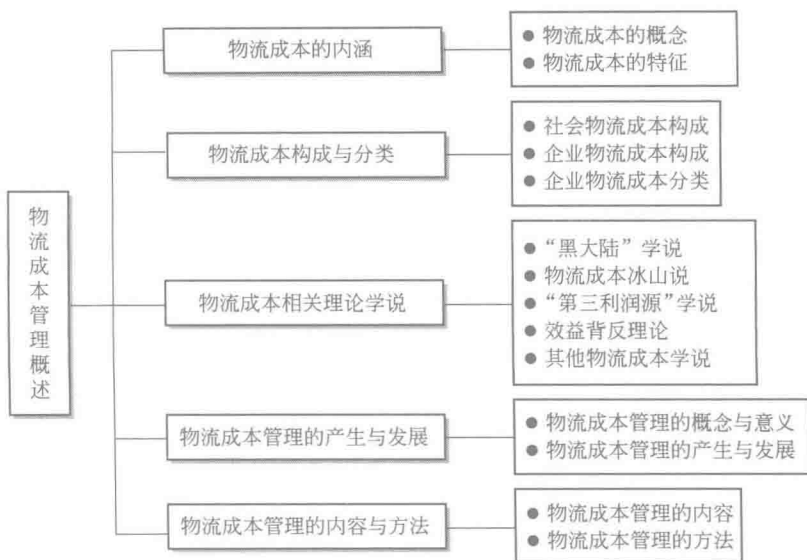 物流成本管理概述
物流成本的内涵
● 物流成本的概念
● 物流成本的特征
物流成本构成与分类
● 社会物流成本构成
● 企业物流成本构成
● 企业物流成本分类
物流成本相关理论学说
● “黑大陆”学说
● 物流成本冰山说
● “第三利润源”学说
● 效益背反理论
● 其他物流成本学说
物流成本管理的产生与发展
● 物流成本管理的概念与意义
● 物流成本管理的产生与发展
物流成本管理的内容与方法
● 物流成本管理的内容
● 物流成本管理的方法